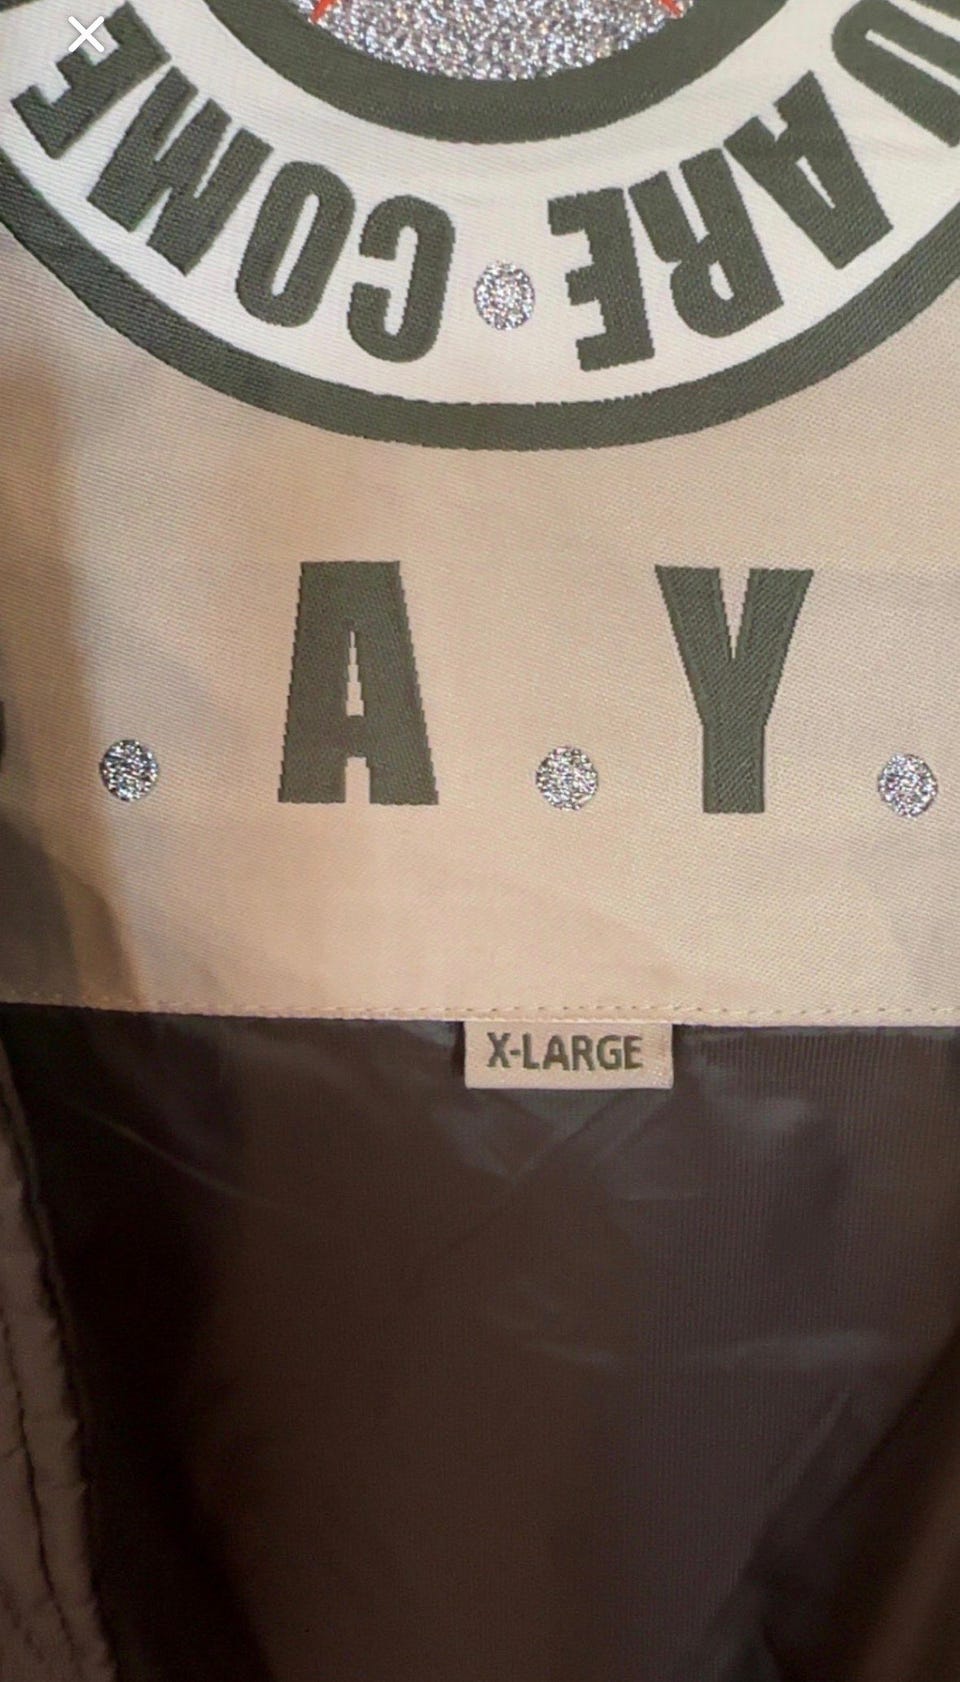 COME • ARE
. A . Y .
X-LARGE